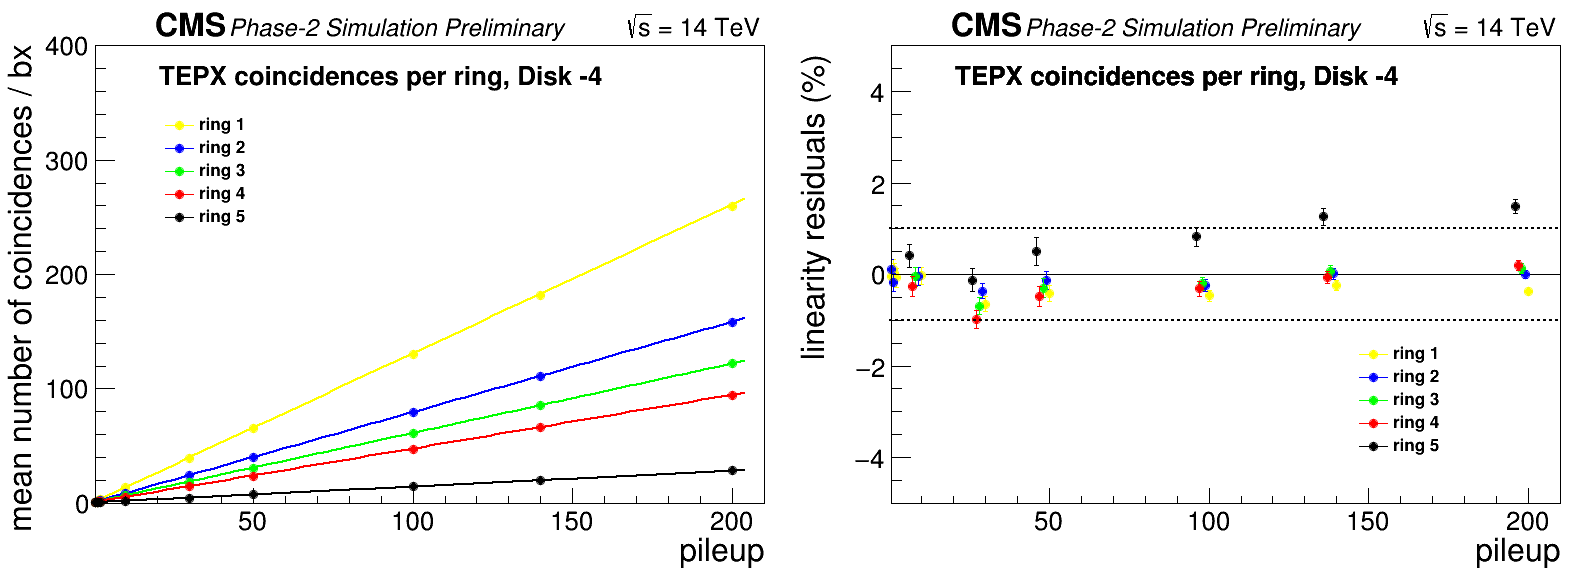 CMS Phase-2 Simulation Preliminary √s = 14 TeV
TEPX coincidences per ring, Disk -4
mean number of coincidences / bx
400
300
200
100
0
ring 1
ring 2
ring 3
ring 4
ring 5
50 100 150 200
pileup
CMS Phase-2 Simulation Preliminary √s = 14 TeV
TEPX coincidences per ring, Disk -4
linearity residuals (%)
4
2
0
−2
−4
ring 1
ring 2
ring 3
ring 4
ring 5
50 100 150 200
pileup